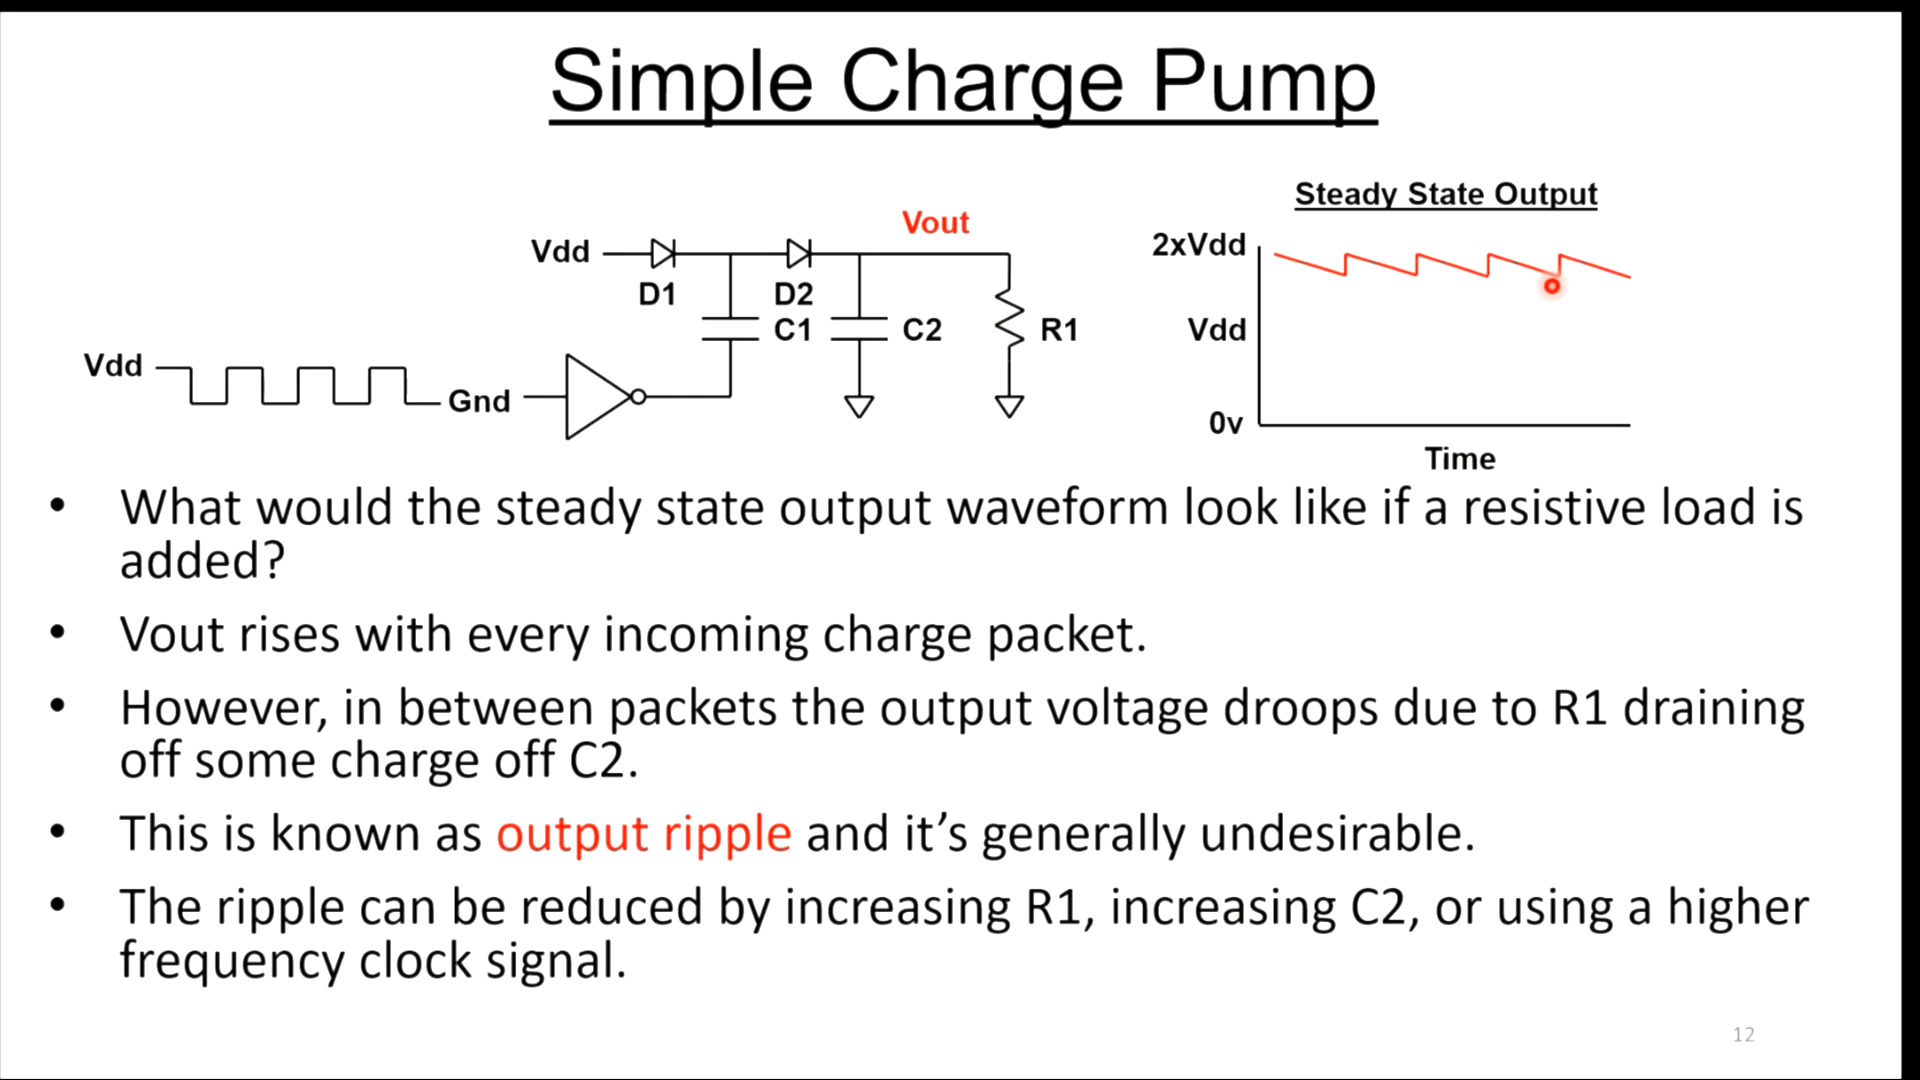 Simple Charge Pump
Steady State Output
Vout
Vdd
2xVdd
D1
D2
C1
C2
R1
Vdd
Vdd
Gnd
0v
Time
• What would the steady state output waveform look like if a resistive load is
added?
• Vout rises with every incoming charge packet.
• However, in between packets the output voltage droops due to R1 draining
off some charge off C2.
• This is known as output ripple and it’s generally undesirable.
• The ripple can be reduced by increasing R1, increasing C2, or using a higher
frequency clock signal.
12